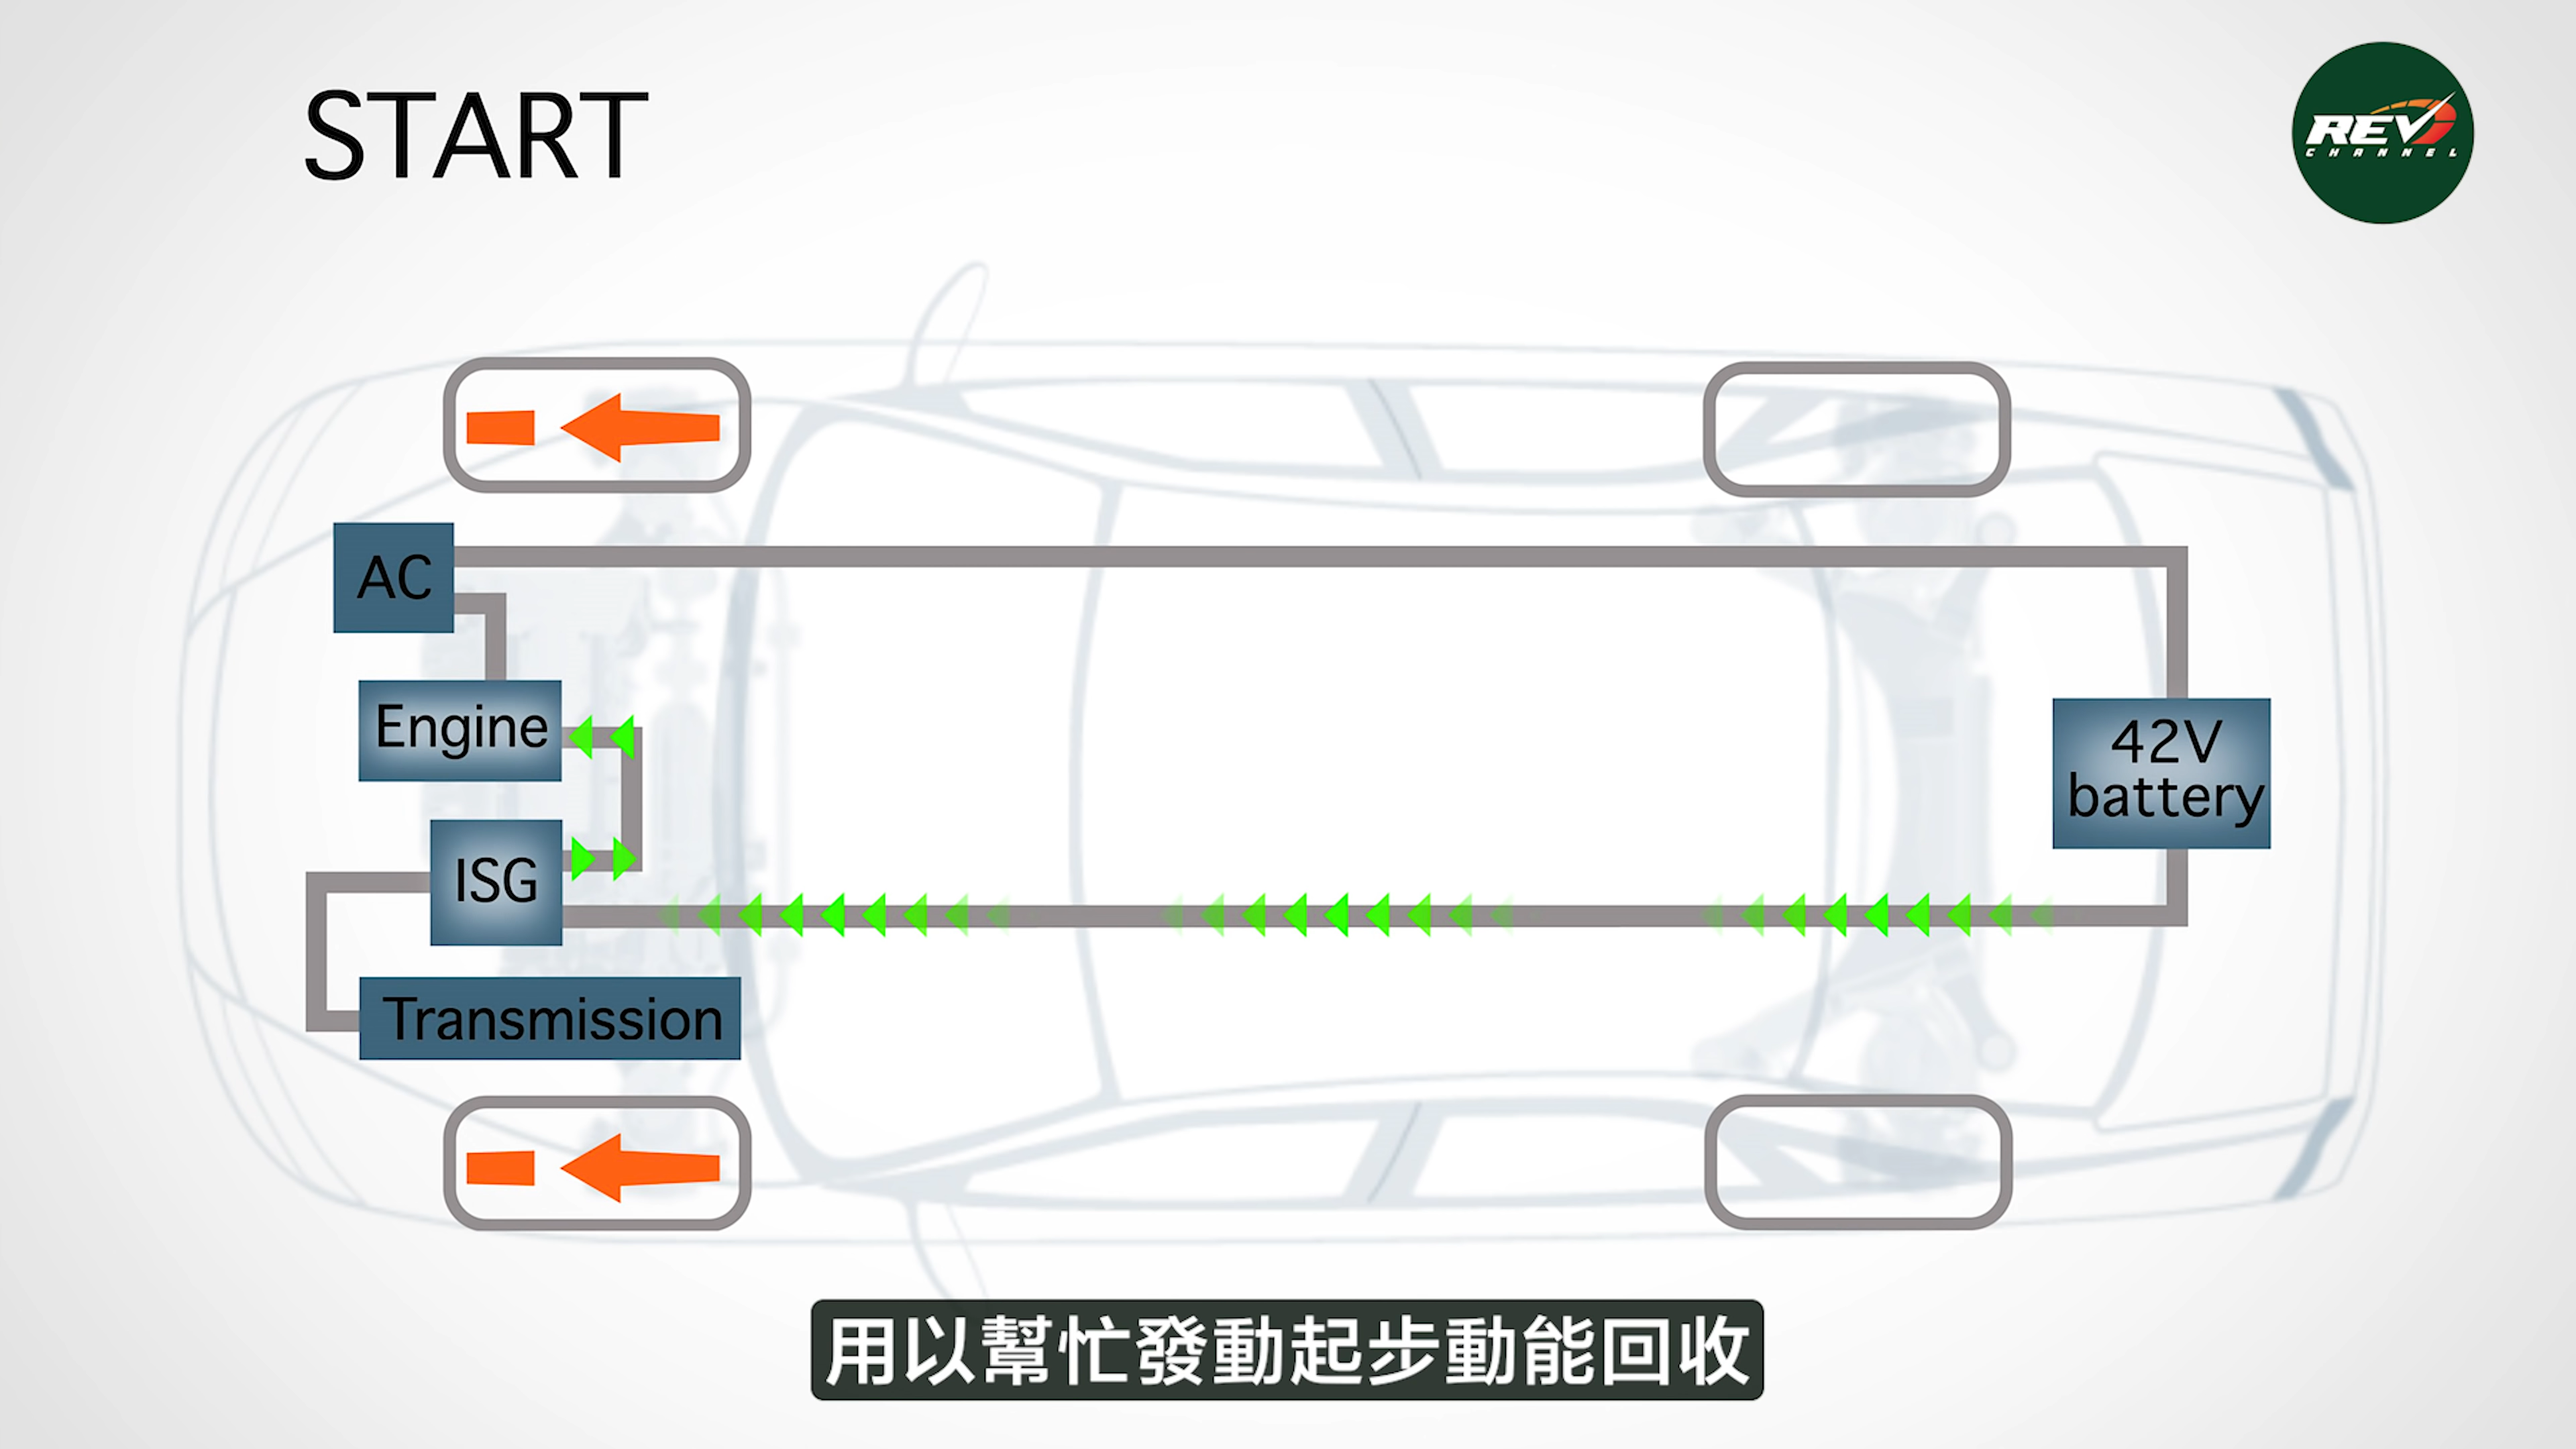 START
REV
CHANNEL
AC
Engine
42V
battery
ISG
Transmission
用以幫忙發動起步動能回收